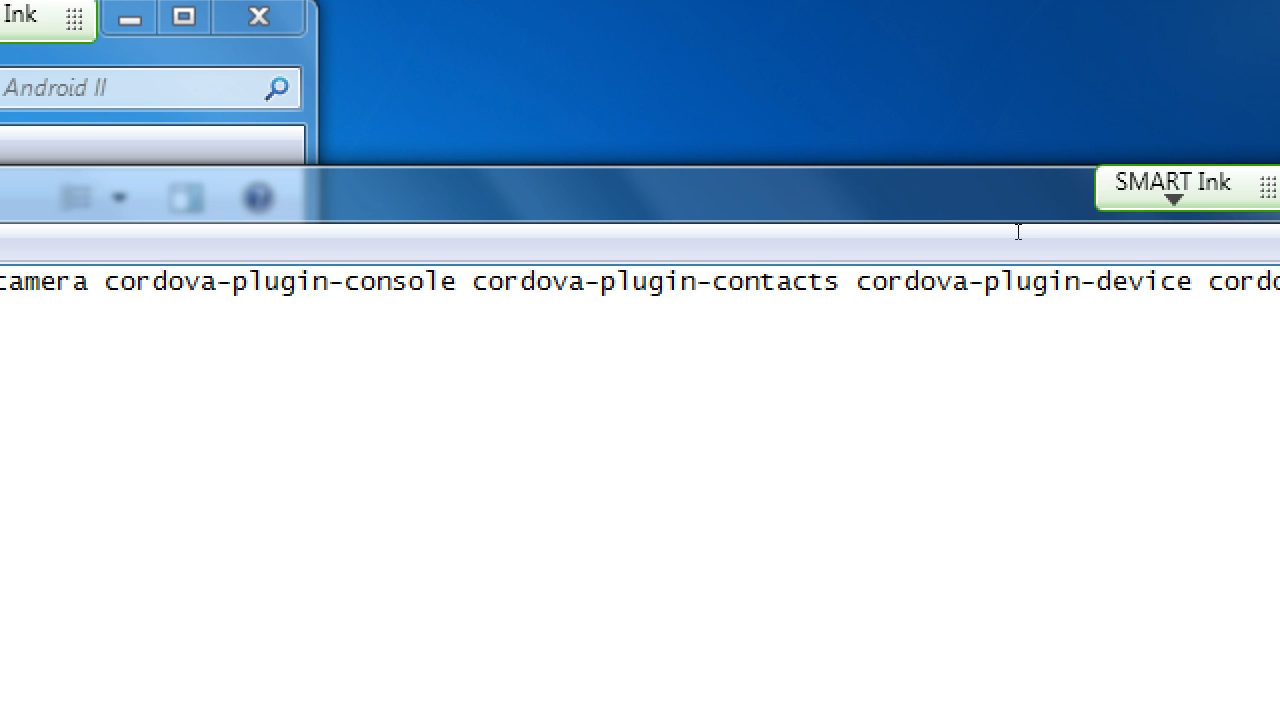 Ink
Android II
SMART Ink
camera cordova-plugin-console cordova-plugin-contacts cordova-plugin-device cordo